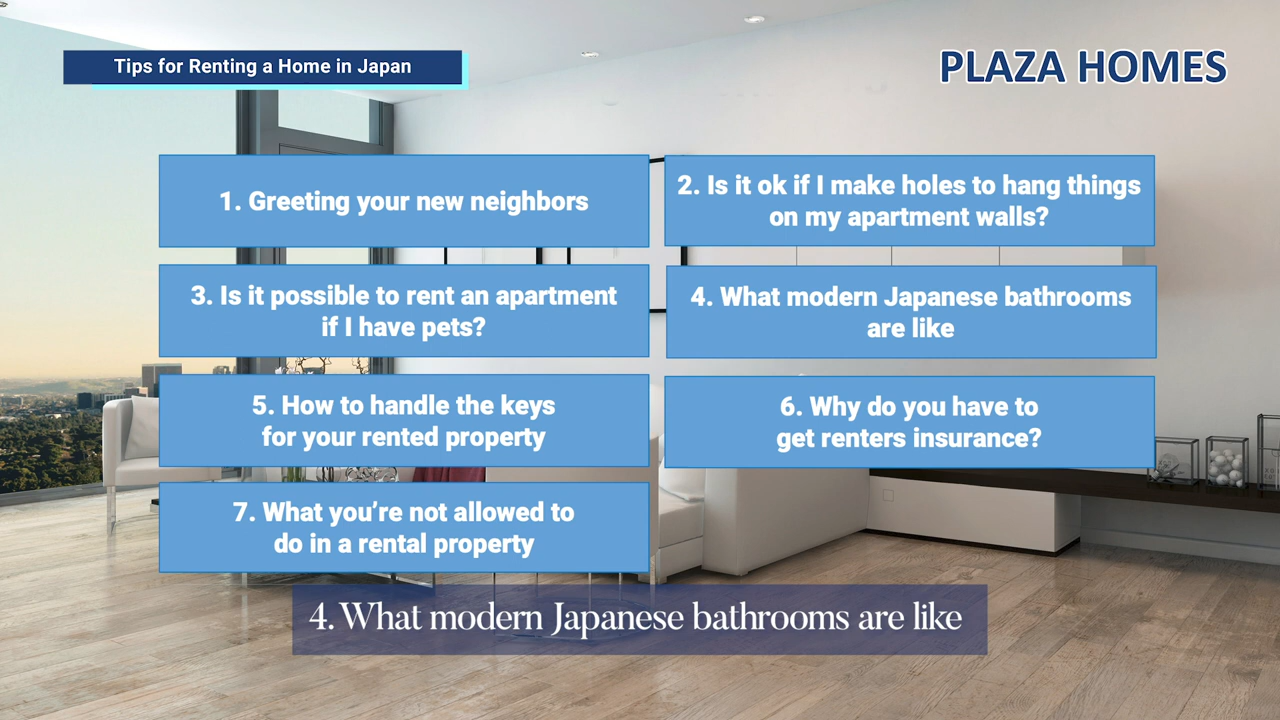 Tips for Renting a Home in Japan
PLAZA HOMES
1. Greeting your new neighbors
2. Is it ok if I make holes to hang things
on my apartment walls?
3. Is it possible to rent an apartment
if I have pets?
4. What modern Japanese bathrooms
are like
5. How to handle the keys
for your rented property
6. Why do you have to
get renters insurance?
7. What you’re not allowed to
do in a rental property
4. What modern Japanese bathrooms are like